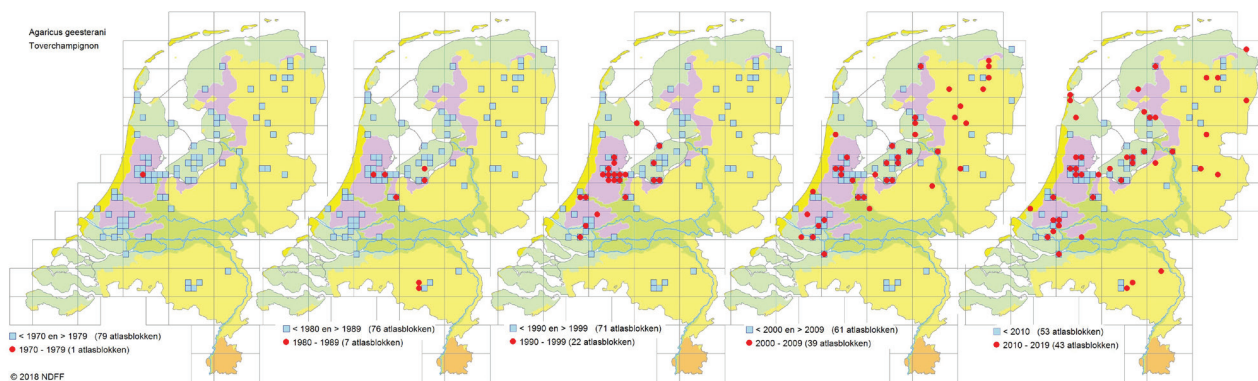 Agaricus geesterani
Toverchampignon
< 1970 en > 1979 (79 atlasblokken)
1970 - 1979 (1 atlasblokken)
< 1980 en > 1989 (76 atlasblokken)
1980 - 1989 (7 atlasblokken)
< 1990 en > 1999 (71 atlasblokken)
1990 - 1999 (22 atlasblokken)
< 2000 en > 2009 (61 atlasblokken)
2000 - 2009 (39 atlasblokken)
< 2010 (53 atlasblokken)
2010 - 2019 (43 atlasblokken)
© 2018 NDFF